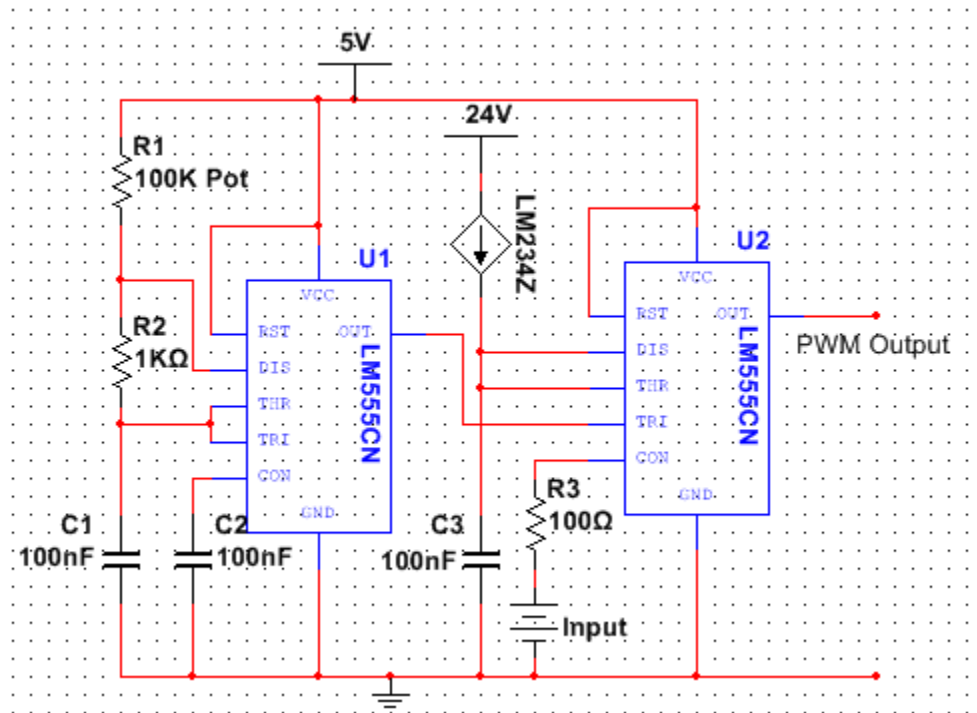 5V
24V
R1
100K Pot
LM234Z
U1
U2
VCC
VCC
RST
OUT
RST
OUT
R2
1KΩ
DIS
DIS
PWM Output
THR
THR
TRI
TRI
CON
CON
LM555CN
LM555CN
GND
GND
R3
100Ω
C1
100nF
C2
100nF
C3
100nF
Input